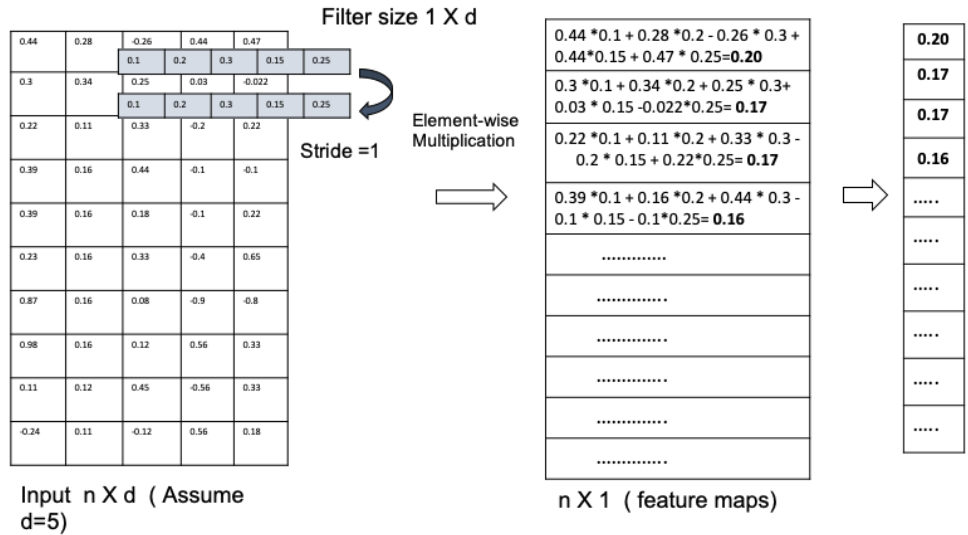 Filter size 1 X d
0.44 0.28 -0.26 0.44 0.47
0.1 0.2 0.3 0.15 0.25
0.3 0.34 0.25 0.03 -0.022
0.1 0.2 0.3 0.15 0.25
0.22 0.11 0.33 -0.2 0.22
0.39 0.16 0.44 -0.1 -0.1
0.39 0.16 0.18 -0.1 0.22
0.23 0.16 0.33 -0.4 0.65
0.87 0.16 0.08 -0.9 -0.8
0.98 0.16 0.12 0.56 0.33
0.11 0.12 0.45 -0.56 0.33
-0.24 0.11 -0.12 0.56 0.18
Input n X d ( Assume
d=5)
Stride =1
Element-wise
Multiplication
0.44 *0.1 + 0.28 *0.2 - 0.26 * 0.3 +
0.44*0.15 + 0.47 * 0.25=0.20
0.3 *0.1 + 0.34 *0.2 + 0.25 * 0.3+
0.03 * 0.15 -0.022*0.25= 0.17
0.22 *0.1 + 0.11 *0.2 + 0.33 * 0.3 -
0.2 * 0.15 + 0.22*0.25= 0.17
0.39 *0.1 + 0.16 *0.2 + 0.44 * 0.3 -
0.1 * 0.15 - 0.1*0.25= 0.16
.............
..............
..............
..............
..............
..............
n X 1 ( feature maps)
0.20
0.17
0.17
0.16
.....
.....
.....
.....
.....
.....